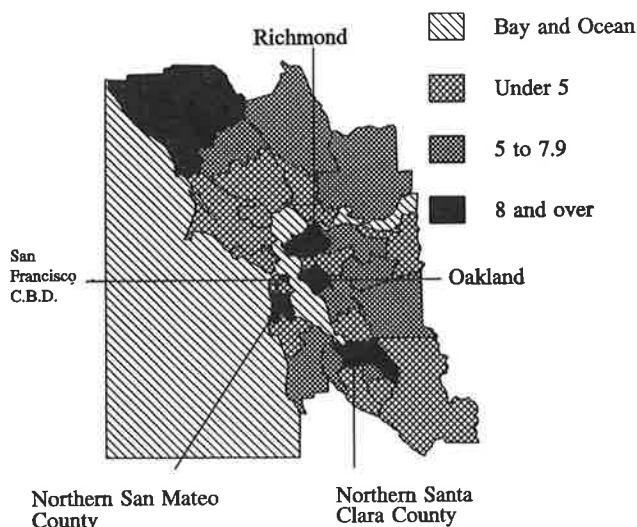 Richmond
Bay and Ocean
Under 5
5 to 7.9
8 and over
San
Francisco
C.B.D.
Oakland
Northern San Mateo
County
Northern Santa
Clara County